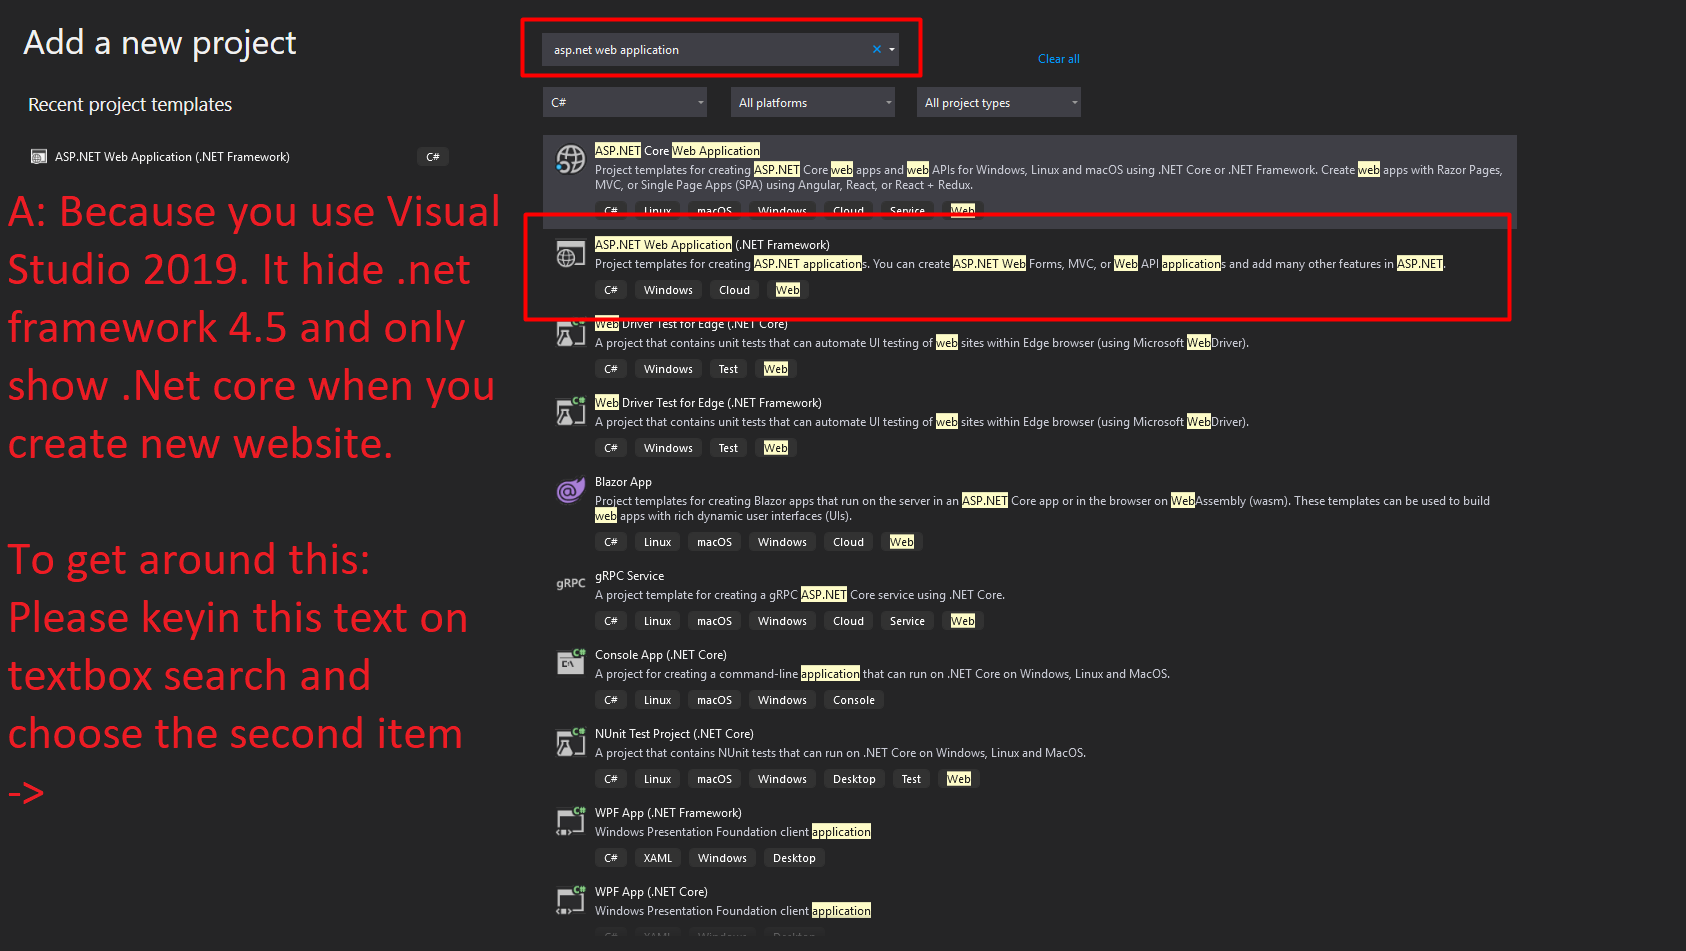 Add a new project
asp.net web application
Clear all
Recent project templates
C#
All platforms
All project types
ASP.NET Web Application (.NET Framework)
C#
A: Because you use Visual
Studio 2019. It hide .net
framework 4.5 and only
show .Net core when you
create new website.
To get around this:
Please keyin this text on
textbox search and
choose the second item
->
ASP.NET Core Web Application
Project templates for creating ASP.NET Core web apps and web APIs for Windows, Linux and macOS using .NET Core or .NET Framework. Create web apps with Razor Pages,
MVC, or Single Page Apps (SPA) using Angular, React, or React + Redux.
C# Linux macOS Windows Cloud Service Web
ASP.NET Web Application (.NET Framework)
Project templates for creating ASP.NET applications. You can create ASP.NET Web Forms, MVC, or Web API applications and add many other features in ASP.NET.
C# Windows Cloud Web
Web Driver Test for Edge (.NET Core)
A project that contains unit tests that can automate UI testing of web sites within Edge browser (using Microsoft WebDriver).
C# Windows Test Web
Web Driver Test for Edge (.NET Framework)
A project that contains unit tests that can automate UI testing of web sites within Edge browser (using Microsoft WebDriver).
C# Windows Test Web
Blazor App
Project templates for creating Blazor apps that run on the server in an ASP.NET Core app or in the browser on WebAssembly (wasm). These templates can be used to build
web apps with rich dynamic user interfaces (UIs).
C# Linux macOS Windows Cloud Web
gRPC
gRPC Service
A project template for creating a gRPC ASP.NET Core service using .NET Core.
C# Linux macOS Windows Cloud Service Web
Console App (.NET Core)
A project for creating a command-line application that can run on .NET Core on Windows, Linux and MacOS.
C# Linux macOS Windows Console
NUnit Test Project (.NET Core)
A project that contains NUnit tests that can run on .NET Core on Windows, Linux and MacOS.
C# Linux macOS Windows Desktop Test Web
WPF App (.NET Framework)
Windows Presentation Foundation client application
C# XAML Windows Desktop
WPF App (.NET Core)
Windows Presentation Foundation client application
C# XAML Windows Desktop